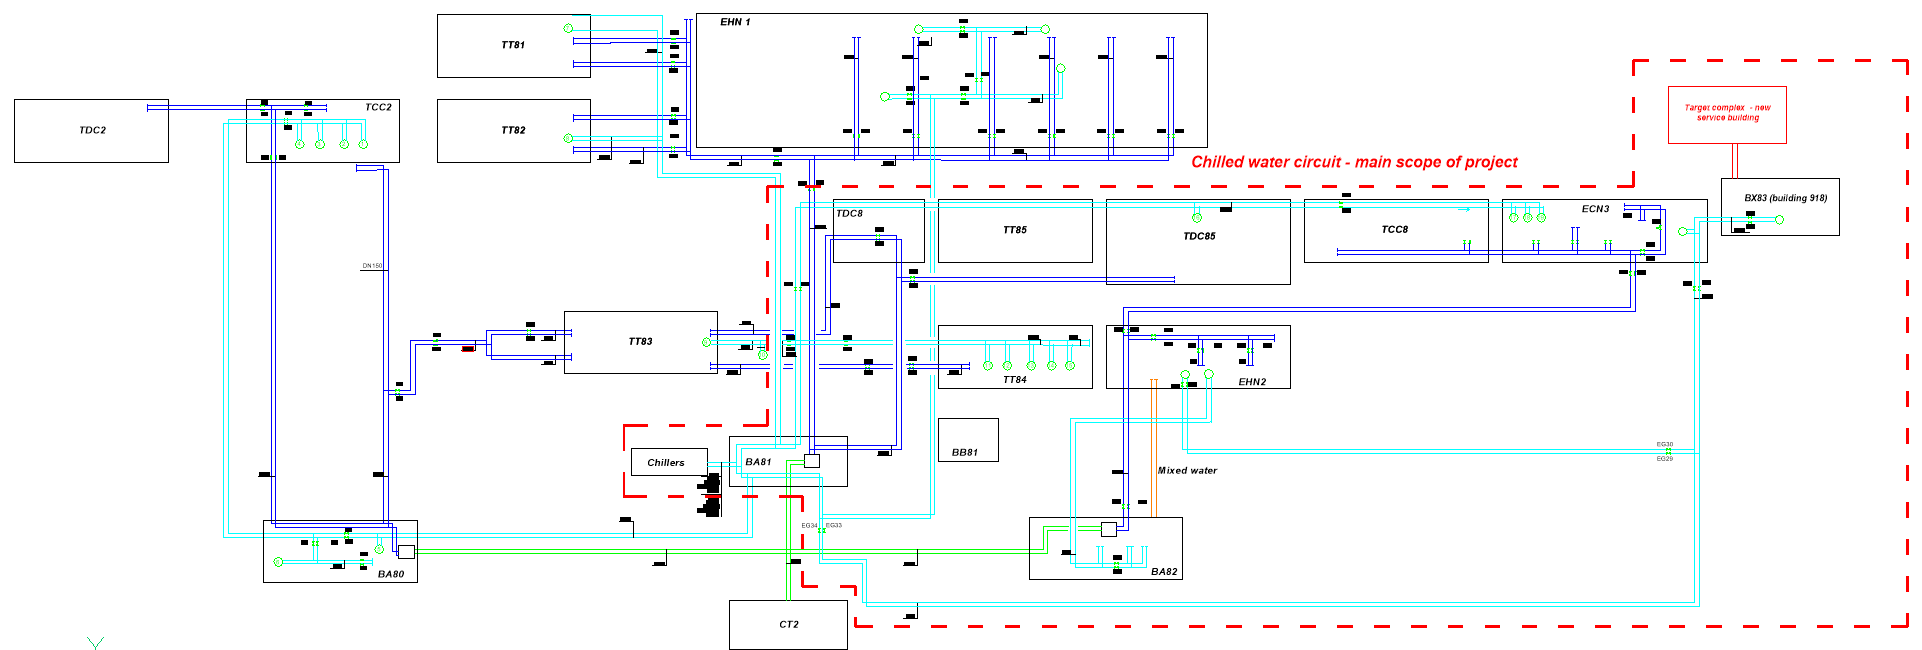 EHN 1
TT81
TDC2
TCC2
TT82
Target complex - new
service building
Chilled water circuit - main scope of project
TDC8
TT85
TDC85
TCC8
ECN3
BX83 (building 918)
DN150
TT83
TT84
EHN2
Chillers
BA81
BB81
EG30
EG29
Mixed water
EG34
EG33
BA80
BA82
CT2